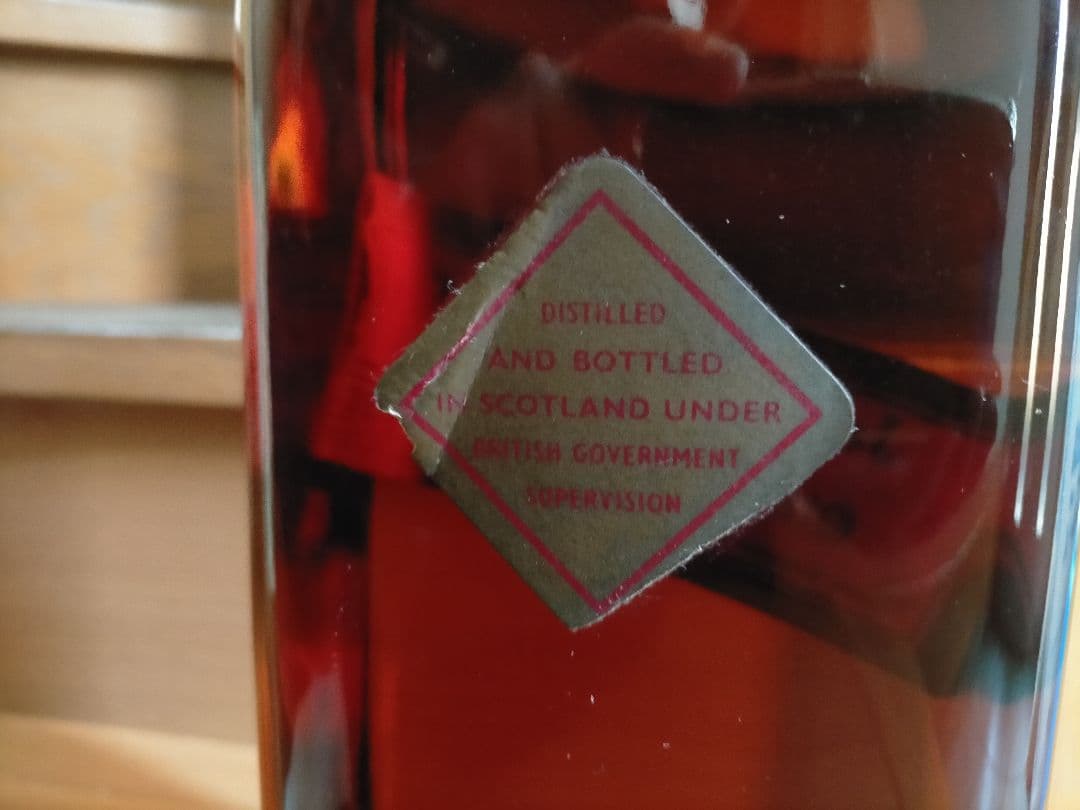 DISTILLED
AND BOTTLED
IN SCOTLAND UNDER
BRITISH GOVERNMENT
SUPERVISION